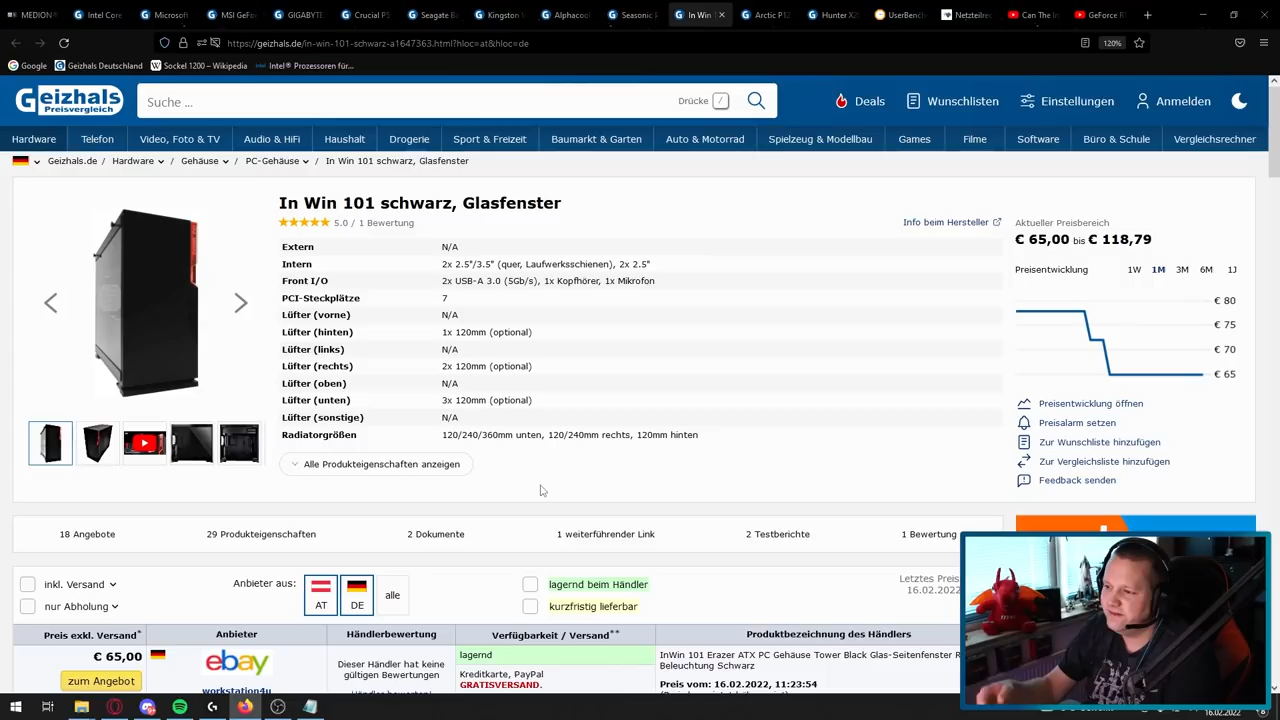 MEDION
Intel Core
Microsoft
MSI GeFo
GIGABYTE
Crucial P5
Seagate Ba
Kingston
Alphacool
Seasonic
In Win
Arctic P12
Hunter X2
UserBench
Netzteilrec
Can The In
GeForce R
https://geizhals.de/in-win-101-schwarz-a1647363.html?hloc=at&hloc=de
120%
Google
Geizhals Deutschland
Sockel 1200 – Wikipedia
Intel® Prozessoren für...
Geizhals
Preisvergleich
Suche ...
Drücke /
Deals
Wunschlisten
Einstellungen
Anmelden
Hardware
Telefon
Video, Foto & TV
Audio & HiFi
Haushalt
Drogerie
Sport & Freizeit
Baumarkt & Garten
Auto & Motorrad
Spielzeug & Modellbau
Games
Filme
Software
Büro & Schule
Vergleichsrechner
Geizhals.de / Hardware / Gehäuse / PC-Gehäuse / In Win 101 schwarz, Glasfenster
In Win 101 schwarz, Glasfenster
5.0 / 1 Bewertung
Info beim Hersteller
Extern N/A
Intern 2x 2.5"/3.5" (quer, Laufwerksschienen), 2x 2.5"
Front I/O 2x USB-A 3.0 (5Gb/s), 1x Kopfhörer, 1x Mikrofon
PCI-Steckplätze 7
Lüfter (vorne) N/A
Lüfter (hinten) 1x 120mm (optional)
Lüfter (links) N/A
Lüfter (rechts) 2x 120mm (optional)
Lüfter (oben) N/A
Lüfter (unten) 3x 120mm (optional)
Lüfter (sonstige) N/A
Radiatorgrößen 120/240/360mm unten, 120/240mm rechts, 120mm hinten
Alle Produkteigenschaften anzeigen
Aktueller Preisbereich
€ 65,00 bis € 118,79
Preisentwicklung 1W 1M 3M 6M 1J
€ 80
€ 75
€ 70
€ 65
Preisentwicklung öffnen
Preisalarm setzen
Zur Wunschliste hinzufügen
Zur Vergleichsliste hinzufügen
Feedback senden
18 Angebote
29 Produkteigenschaften
2 Dokumente
1 weiterführender Link
2 Testberichte
1 Bewertung
inkl. Versand
nur Abholung
Anbieter aus:
AT
DE
alle
lagernd beim Händler
kurzfristig lieferbar
Letztes Preis
16.02.2022
Preis exkl. Versand*
Anbieter
Händlerbewertung
Verfügbarkeit / Versand**
Produktbezeichnung des Händlers
€ 65,00
zum Angebot
ebay
workstation4u
Dieser Händler hat keine
gültigen Bewertungen
lagernd
Kreditkarte, PayPal
GRATISVERSAND.
InWin 101 Erazer ATX PC Gehäuse Tower Black Glas-Seitenfenster R
Beleuchtung Schwarz
Preis vom: 16.02.2022, 11:23:54
16.02.2022